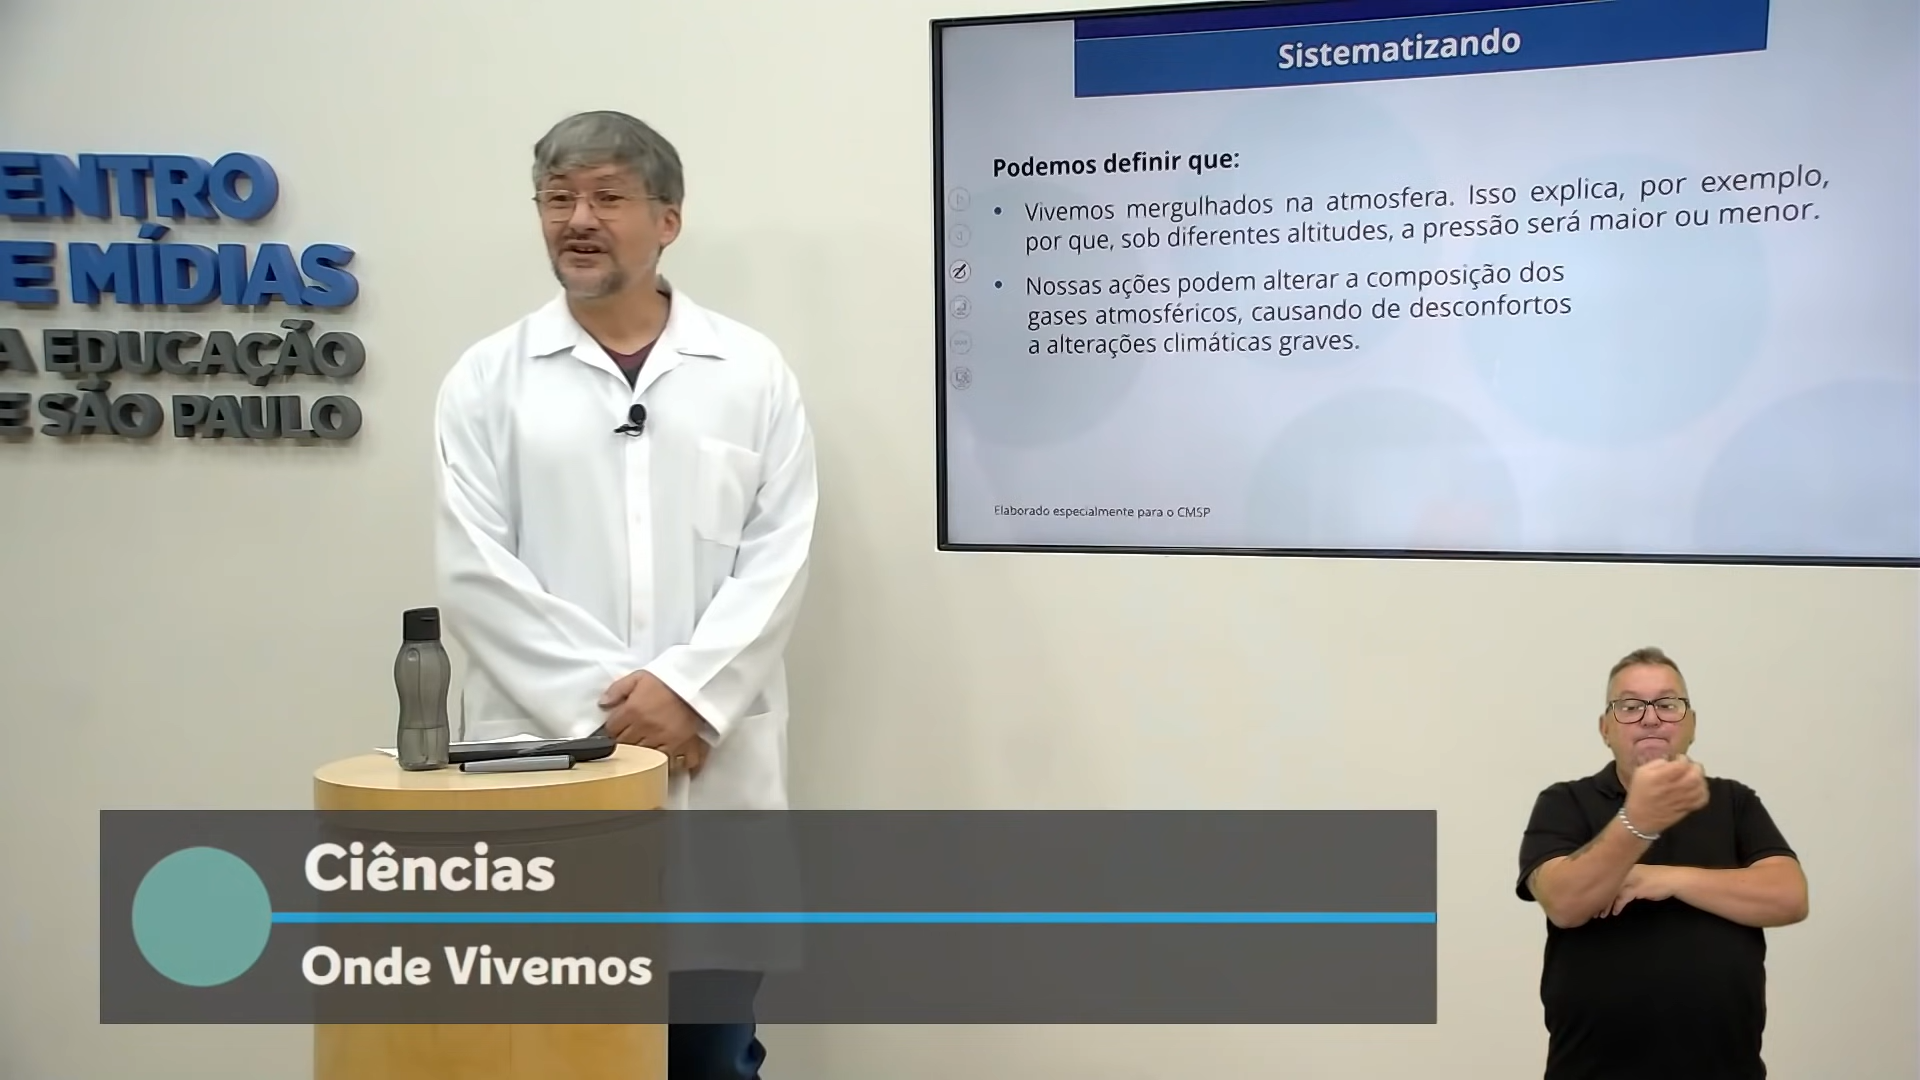 ENTRO
E MÍDIAS
A EDUCAÇÃO
E SÃO PAULO
Sistematizando
Podemos definir que:
• Vivemos mergulhados na atmosfera. Isso explica, por exemplo,
por que, sob diferentes altitudes, a pressão será maior ou menor.
• Nossas ações podem alterar a composição dos
gases atmosféricos, causando de desconfortos
a alterações climáticas graves.
Elaborado especialmente para o CMSP
Ciências
Onde Vivemos